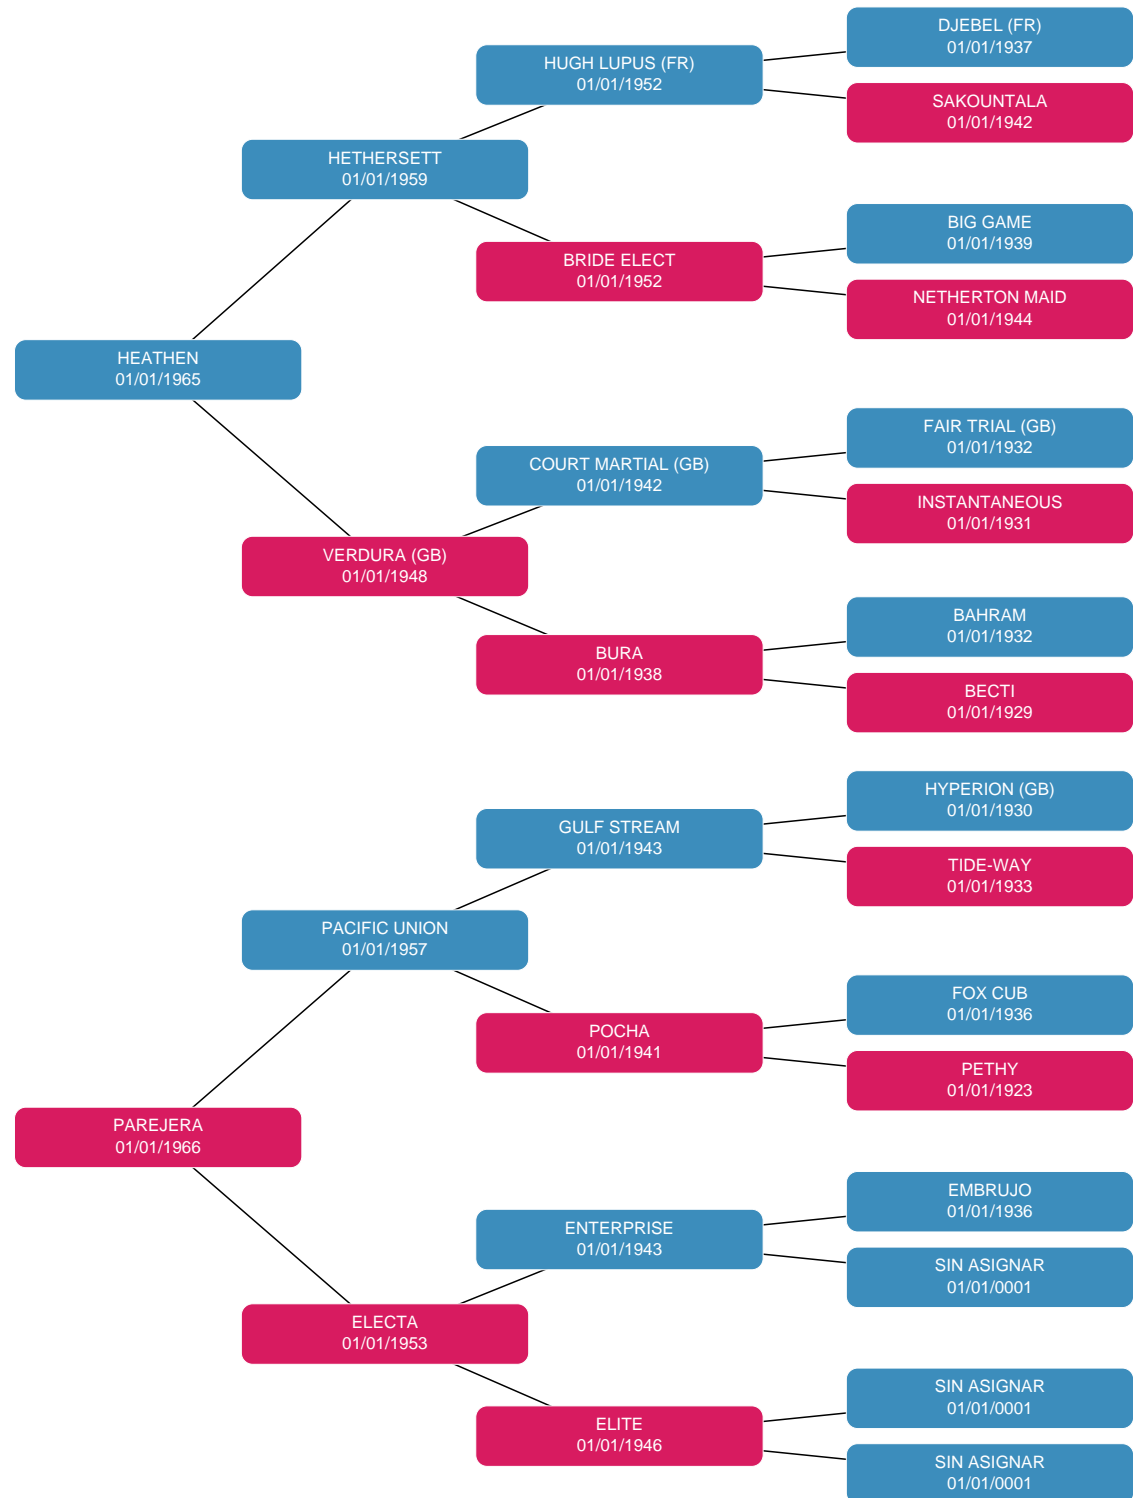 DJEBEL (FR)
01/01/1937
HUGH LUPUS (FR)
01/01/1952
SAKOUNTALA
01/01/1942
HETHERSETT
01/01/1959
BIG GAME
01/01/1939
BRIDE ELECT
01/01/1952
NETHERTON MAID
01/01/1944
HEATHEN
01/01/1965
FAIR TRIAL (GB)
01/01/1932
COURT MARTIAL (GB)
01/01/1942
INSTANTANEOUS
01/01/1931
VERDURA (GB)
01/01/1948
BAHRAM
01/01/1932
BURA
01/01/1938
BECTI
01/01/1929
HYPERION (GB)
01/01/1930
GULF STREAM
01/01/1943
TIDE-WAY
01/01/1933
PACIFIC UNION
01/01/1957
FOX CUB
01/01/1936
POCHA
01/01/1941
PETHY
01/01/1923
PAREJERA
01/01/1966
EMBRUJO
01/01/1936
ENTERPRISE
01/01/1943
SIN ASIGNAR
01/01/0001
ELECTA
01/01/1953
SIN ASIGNAR
01/01/0001
ELITE
01/01/1946
SIN ASIGNAR
01/01/0001